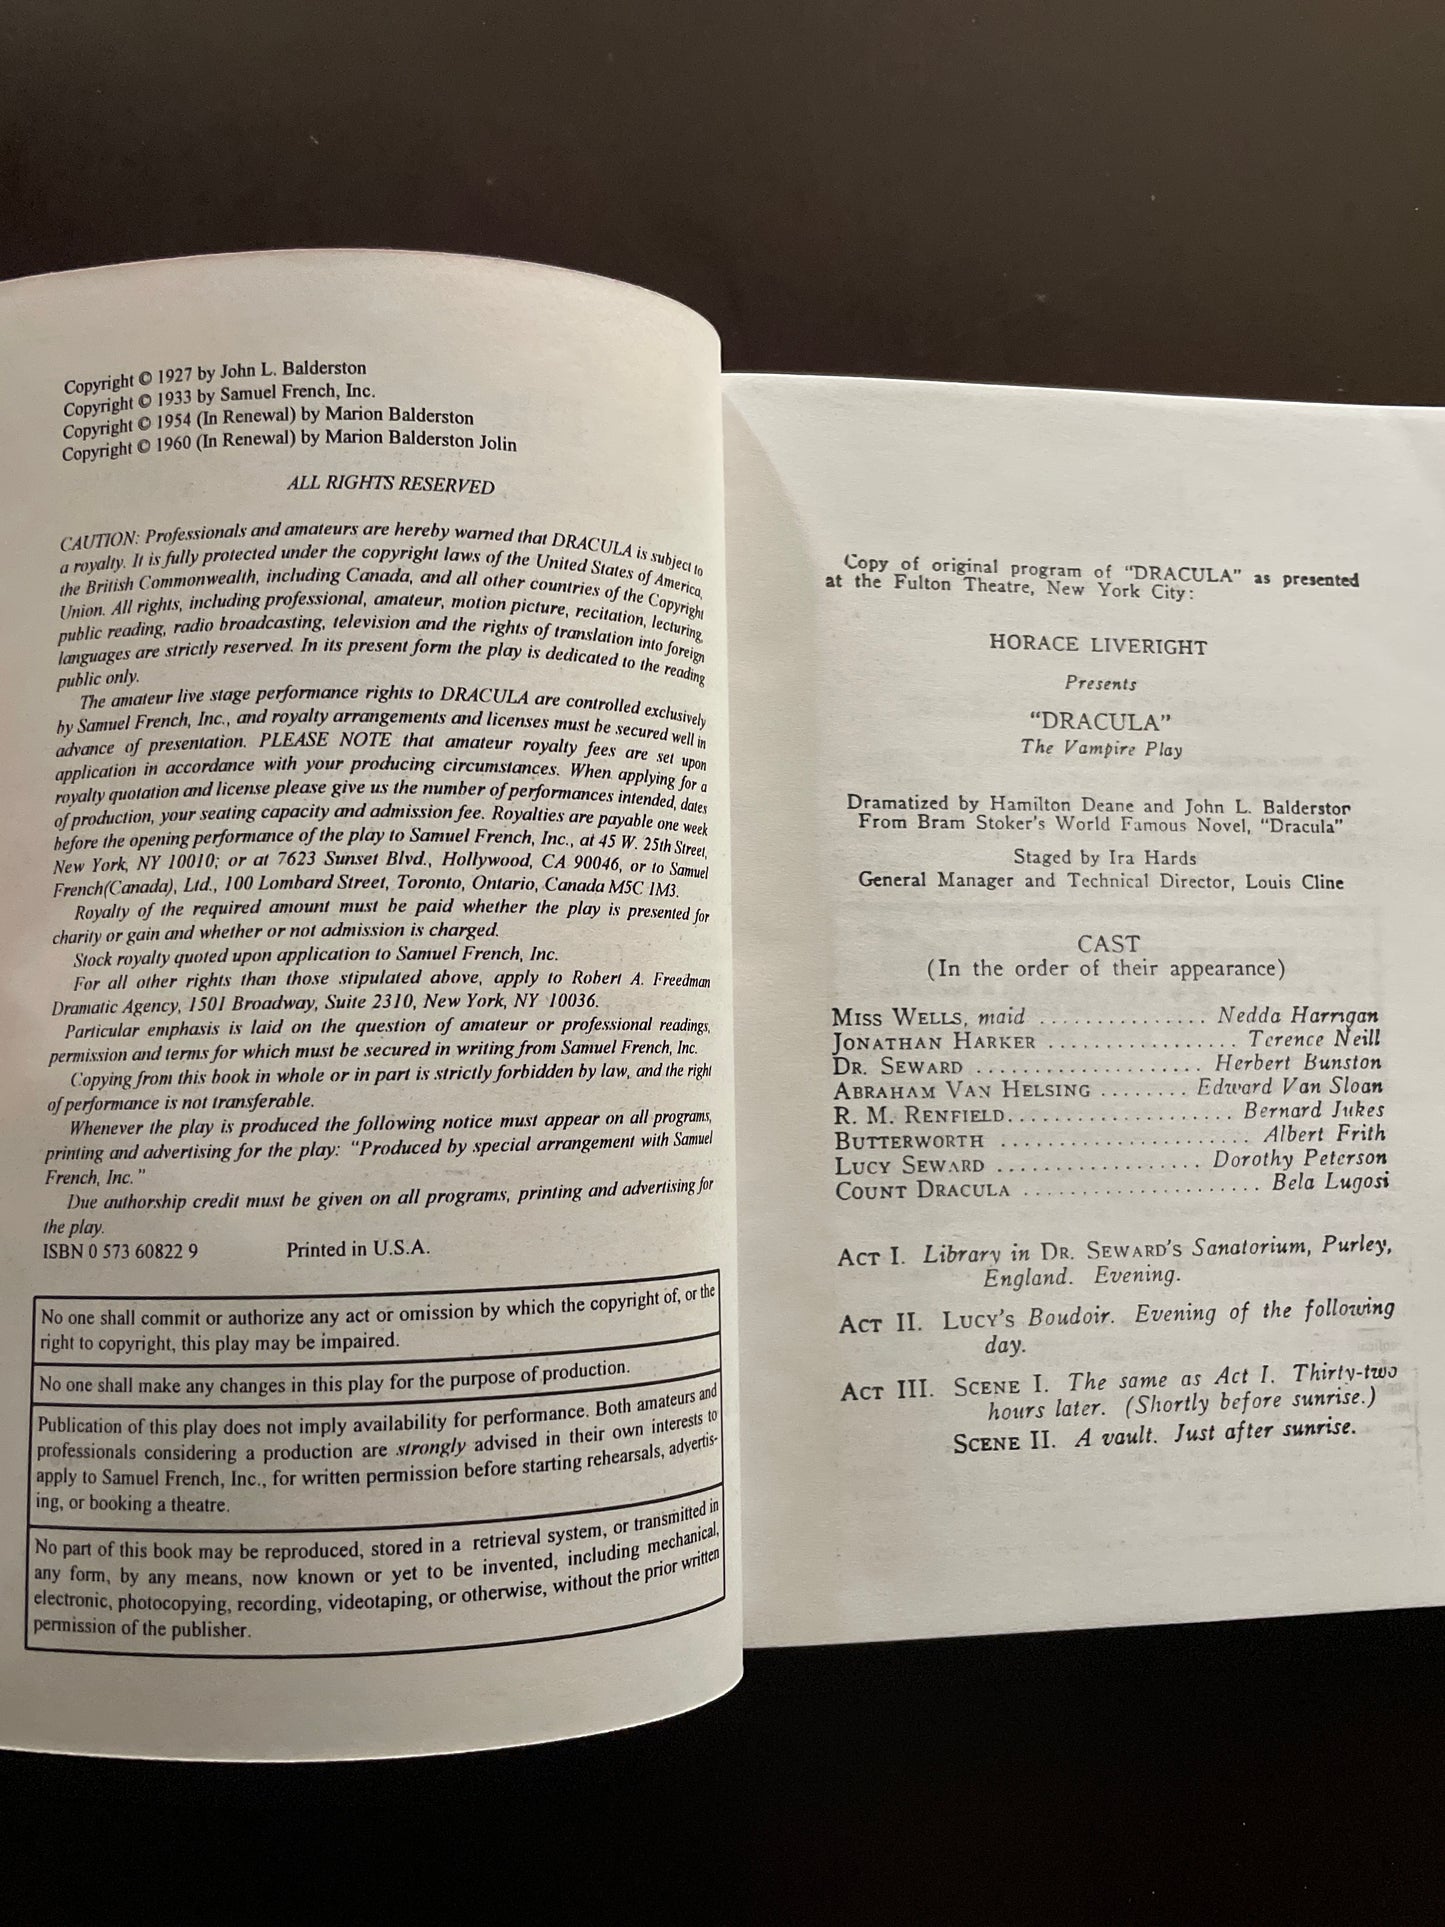 Copyright © 1927 by John L. Balderston
Copyright © 1933 by Samuel French, Inc.
Copyright © 1954 (In Renewal) by Marion Balderston
Copyright © 1960 (In Renewal) by Marion Balderston Jolin
ALL RIGHTS RESERVED
CAUTION: Professionals and amateurs are hereby warned that DRACULA is subject to
a royalty. It is fully protected under the copyright laws of the United States of America,
the British Commonwealth, including Canada, and all other countries of the Copyright
Union. All rights, including professional, amateur, motion picture, recitation, lecturing,
public reading, radio broadcasting, television and the rights of translation into foreign
languages are strictly reserved. In its present form the play is dedicated to the reading
public only.
The amateur live stage performance rights to DRACULA are controlled exclusively
by Samuel French, Inc., and royalty arrangements and licenses must be secured well in
advance of presentation. PLEASE NOTE that amateur royalty fees are set upon
application in accordance with your producing circumstances. When applying for a
royalty quotation and license please give us the number of performances intended, dates
of production, your seating capacity and admission fee. Royalties are payable one week
before the opening performance of the play to Samuel French, Inc., at 45 W. 25th Street,
New York, NY 10010; or at 7623 Sunset Blvd., Hollywood, CA 90046, or to Samuel
French(Canada), Ltd., 100 Lombard Street, Toronto, Ontario, Canada M5C 1M3.
Royalty of the required amount must be paid whether the play is presented for
charity or gain and whether or not admission is charged.
Stock royalty quoted upon application to Samuel French, Inc.
For all other rights than those stipulated above, apply to Robert A. Freedman
Dramatic Agency, 1501 Broadway, Suite 2310, New York, NY 10036.
Particular emphasis is laid on the question of amateur or professional readings,
permission and terms for which must be secured in writing from Samuel French, Inc.
Copying from this book in whole or in part is strictly forbidden by law, and the right
of performance is not transferable.
Whenever the play is produced the following notice must appear on all programs,
printing and advertising for the play: "Produced by special arrangement with Samuel
French, Inc."
Due authorship credit must be given on all programs, printing and advertising for
the play.
ISBN 0 573 60822 9 Printed in U.S.A.
No one shall commit or authorize any act or omission by which the copyright of, or the
right to copyright, this play may be impaired.
No one shall make any changes in this play for the purpose of production.
Publication of this play does not imply availability for performance. Both amateurs and
professionals considering a production are strongly advised in their own interests to
apply to Samuel French, Inc., for written permission before starting rehearsals, advertis-
ing, or booking a theatre.
No part of this book may be reproduced, stored in a retrieval system, or transmitted in
any form, by any means, now known or yet to be invented, including mechanical,
electronic, photocopying, recording, videotaping, or otherwise, without the prior written
permission of the publisher.
Copy of original program of "DRACULA" as presented
at the Fulton Theatre, New York City:
HORACE LIVERIGHT
Presents
"DRACULA"
The Vampire Play
Dramatized by Hamilton Deane and John L. Balderston
From Bram Stoker's World Famous Novel, "Dracula"
Staged by Ira Hards
General Manager and Technical Director, Louis Cline
CAST
(In the order of their appearance)
MISS WELLS, maid ............... Nedda Harrigan
JONATHAN HARKER ................. Terence Neill
DR. SEWARD .................... Herbert Bunston
ABRAHAM VAN HELSING ........ Edward Van Sloan
R. M. RENFIELD.................... Bernard Jukes
BUTTERWORTH ...................... Albert Frith
LUCY SEWARD .................. Dorothy Peterson
COUNT DRACULA ..................... Bela Lugosi
ACT I. Library in DR. SEWARD'S Sanatorium, Purley,
England. Evening.
ACT II. LUCY'S Boudoir. Evening of the following
day.
ACT III. SCENE I. The same as Act I. Thirty-two
hours later. (Shortly before sunrise.)
SCENE II. A vault. Just after sunrise.